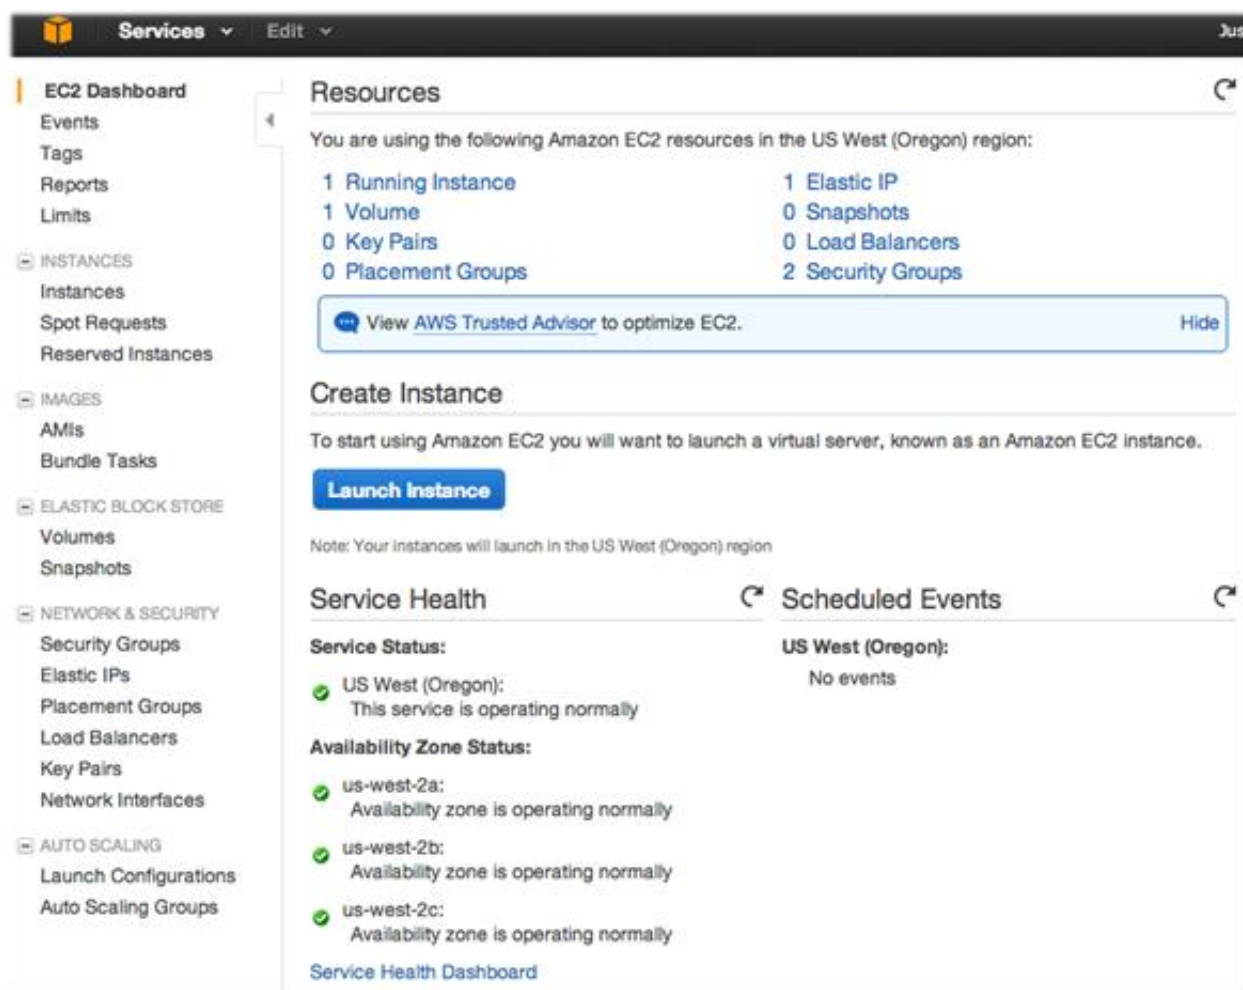 Services Edit Jus
EC2 Dashboard
Events
Tags
Reports
Limits
INSTANCES
Instances
Spot Requests
Reserved Instances
IMAGES
AMIs
Bundle Tasks
ELASTIC BLOCK STORE
Volumes
Snapshots
NETWORK & SECURITY
Security Groups
Elastic IPs
Placement Groups
Load Balancers
Key Pairs
Network Interfaces
AUTO SCALING
Launch Configurations
Auto Scaling Groups
Resources
You are using the following Amazon EC2 resources in the US West (Oregon) region:
1 Running Instance 1 Elastic IP
1 Volume 0 Snapshots
0 Key Pairs 0 Load Balancers
0 Placement Groups 2 Security Groups
View AWS Trusted Advisor to optimize EC2. Hide
Create Instance
To start using Amazon EC2 you will want to launch a virtual server, known as an Amazon EC2 instance.
Launch Instance
Note: Your instances will launch in the US West (Oregon) region
Service Health
Service Status:
US West (Oregon):
This service is operating normally
Availability Zone Status:
us-west-2a:
Availability zone is operating normally
us-west-2b:
Availability zone is operating normally
us-west-2c:
Availability zone is operating normally
Service Health Dashboard
Scheduled Events
US West (Oregon):
No events